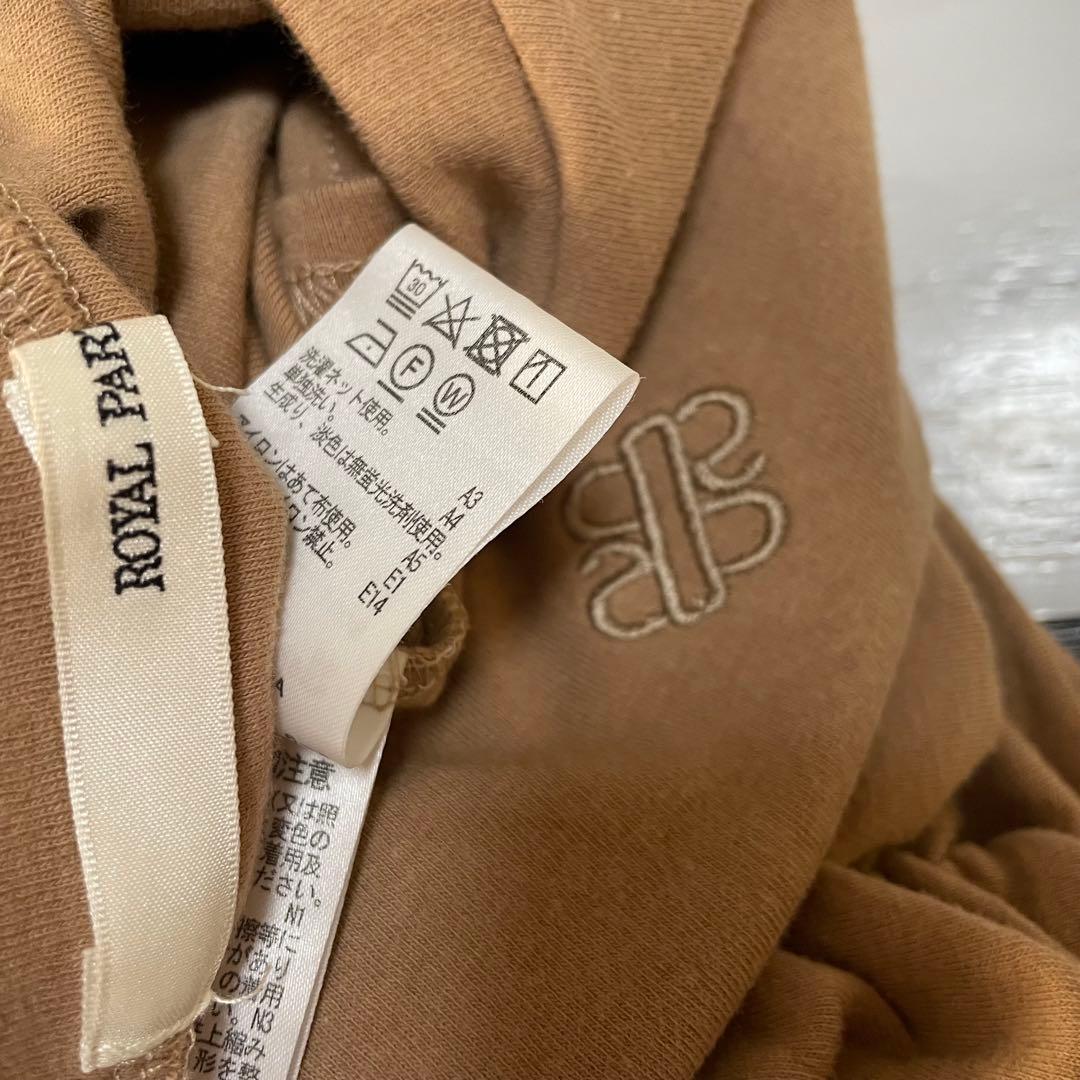 ROYAL PAR
30
F W
洗濯ネット使用。 A3
単独洗い。 A4
生成り、淡色は無蛍光洗剤使用。 A5
アイロンはあて布使用。 E1
ロン禁止。 E14
A
注意
又は照
変色の
着用及
ださい。
N1
擦等に
があり
の着用
い。 N3
上縮み
形を整